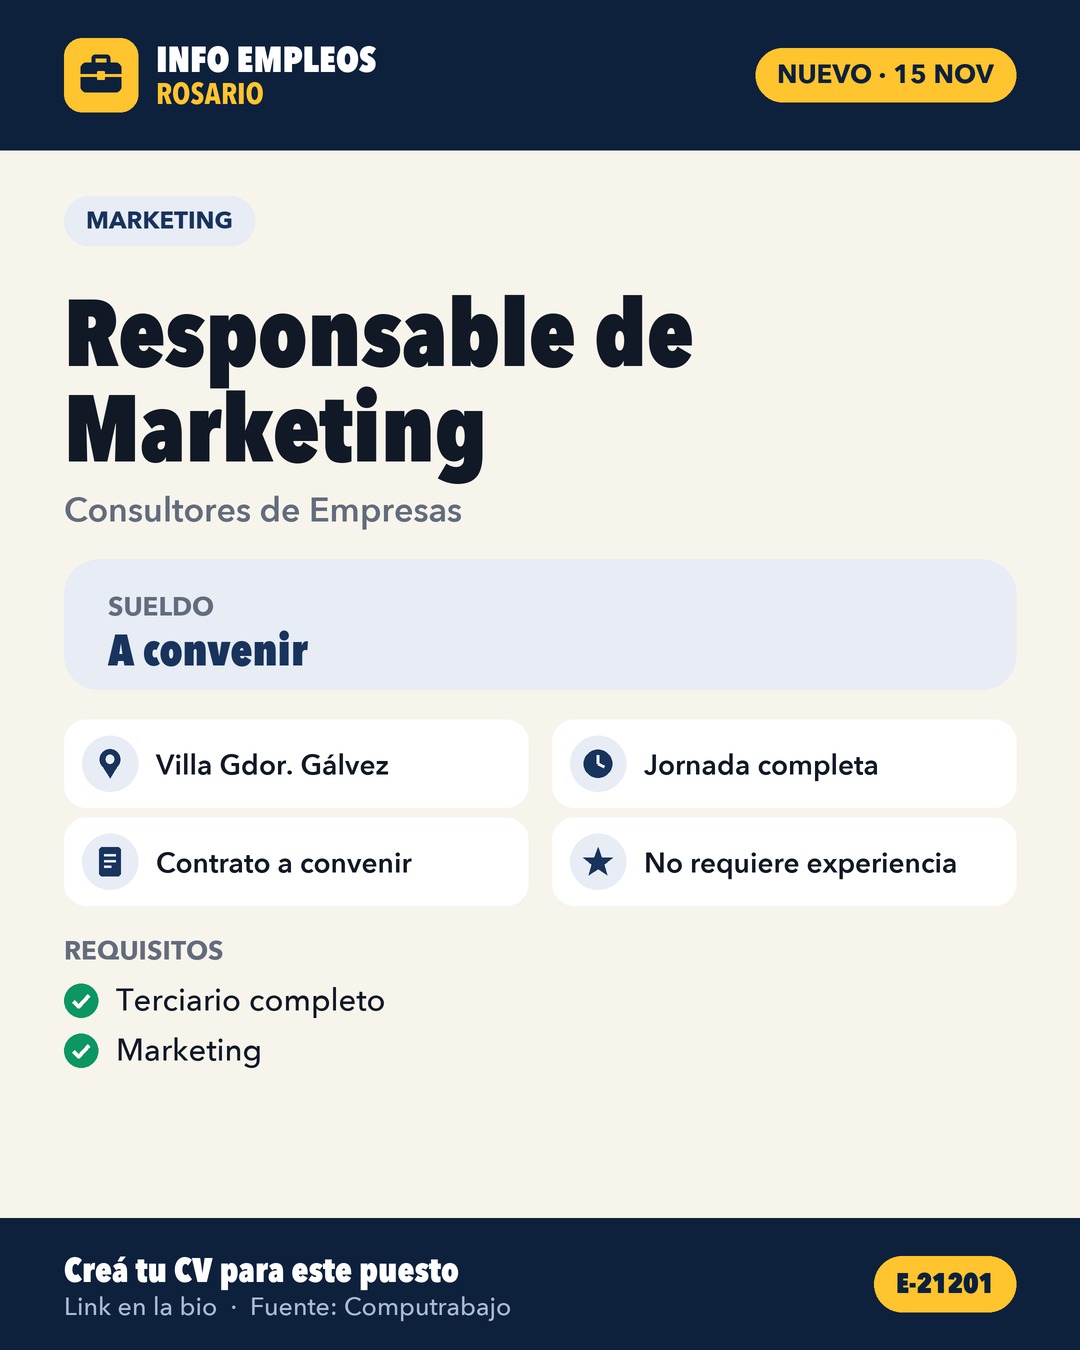 INFO EMPLEOS
ROSARIO
NUEVO · 15 NOV
MARKETING
Responsable de
Marketing
Consultores de Empresas
SUELDO
A convenir
Villa Gdor. Gálvez
Jornada completa
Contrato a convenir
No requiere experiencia
REQUISITOS
Terciario completo
Marketing
Creá tu CV para este puesto
Link en la bio · Fuente: Computrabajo
E-21201